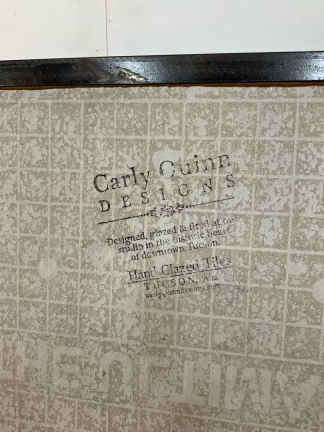 Carly Quinn
DESIGNS
Designed, glazed & fired at our
studio in the historic heart
of downtown Tucson.
Hand Glazed Tiles
TUCSON,